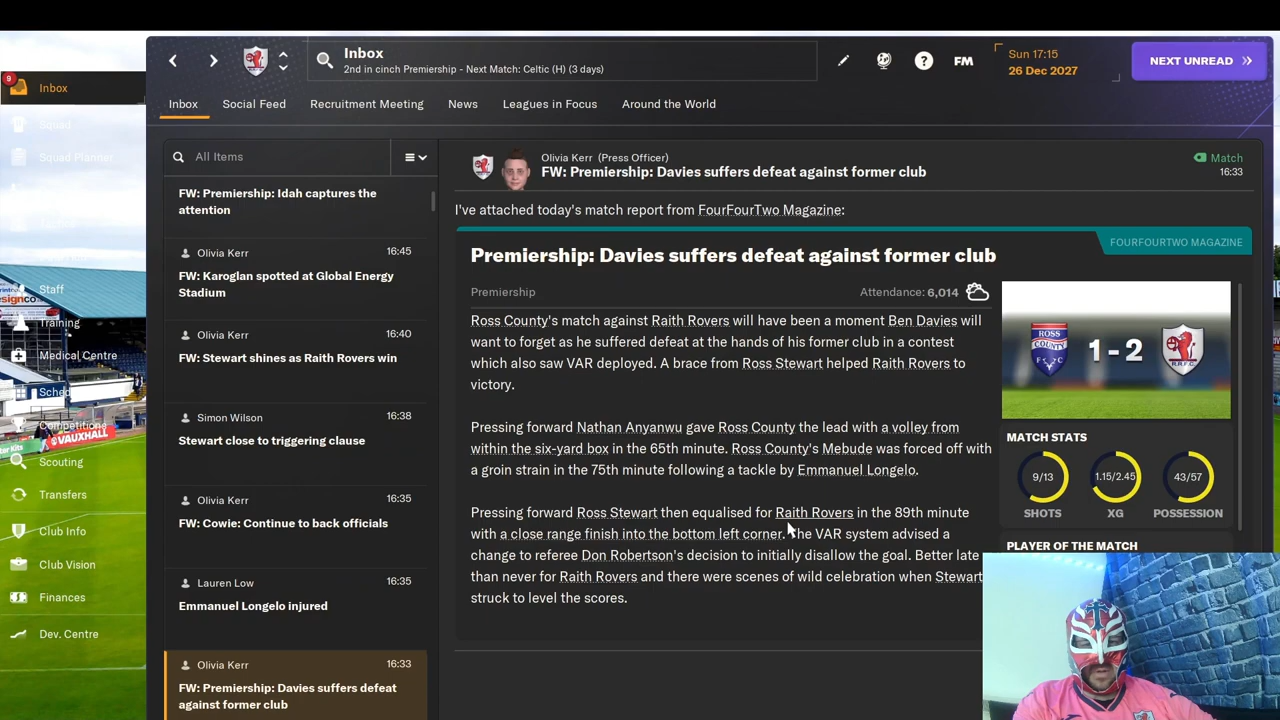 Inbox
2nd in cinch Premiership - Next Match: Celtic (H) (3 days)
FM
Sun 17:15
26 Dec 2027
NEXT UNREAD
9
Inbox
Squad
Squad Planner
Staff
Training
Medical Centre
Sched
Competitions
VAUXHALL
Scouting
Transfers
Club Info
Club Vision
Finances
Dev. Centre
Inbox
Social Feed
Recruitment Meeting
News
Leagues in Focus
Around the World
All Items
FW: Premiership: Idah captures the
attention
Olivia Kerr 16:45
FW: Karoglan spotted at Global Energy
Stadium
Olivia Kerr 16:40
FW: Stewart shines as Raith Rovers win
Simon Wilson 16:38
Stewart close to triggering clause
Olivia Kerr 16:35
FW: Cowie: Continue to back officials
Lauren Low 16:35
Emmanuel Longelo injured
Olivia Kerr 16:33
FW: Premiership: Davies suffers defeat
against former club
Olivia Kerr (Press Officer)
FW: Premiership: Davies suffers defeat against former club
Match
16:33
I've attached today's match report from FourFourTwo Magazine:
FOURFOURTWO MAGAZINE
Premiership: Davies suffers defeat against former club
Premiership
Attendance: 6,014
Ross County's match against Raith Rovers will have been a moment Ben Davies will
want to forget as he suffered defeat at the hands of his former club in a contest
which also saw VAR deployed. A brace from Ross Stewart helped Raith Rovers to
victory.
Pressing forward Nathan Anyanwu gave Ross County the lead with a volley from
within the six-yard box in the 65th minute. Ross County's Mebude was forced off with
a groin strain in the 75th minute following a tackle by Emmanuel Longelo.
Pressing forward Ross Stewart then equalised for Raith Rovers in the 89th minute
with a close range finish into the bottom left corner. The VAR system advised a
change to referee Don Robertson's decision to initially disallow the goal. Better late
than never for Raith Rovers and there were scenes of wild celebration when Stewart
struck to level the scores.
ROSS
COUNTY
1 - 2
R.R.F.C.
MATCH STATS
9/13
1.15/2.45
43/57
SHOTS
XG
POSSESSION
PLAYER OF THE MATCH